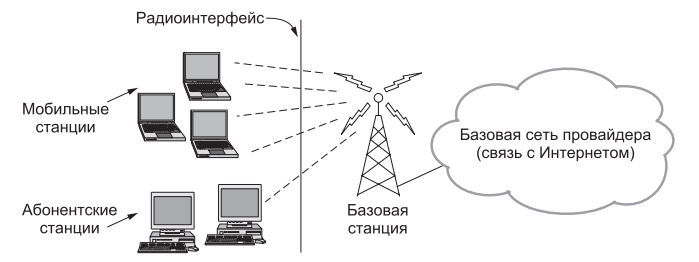 Радиоинтерфейс
Мобильные
станции
Абонентские
станции
Базовая
станция
Базовая сеть провайдера
(связь с Интернетом)